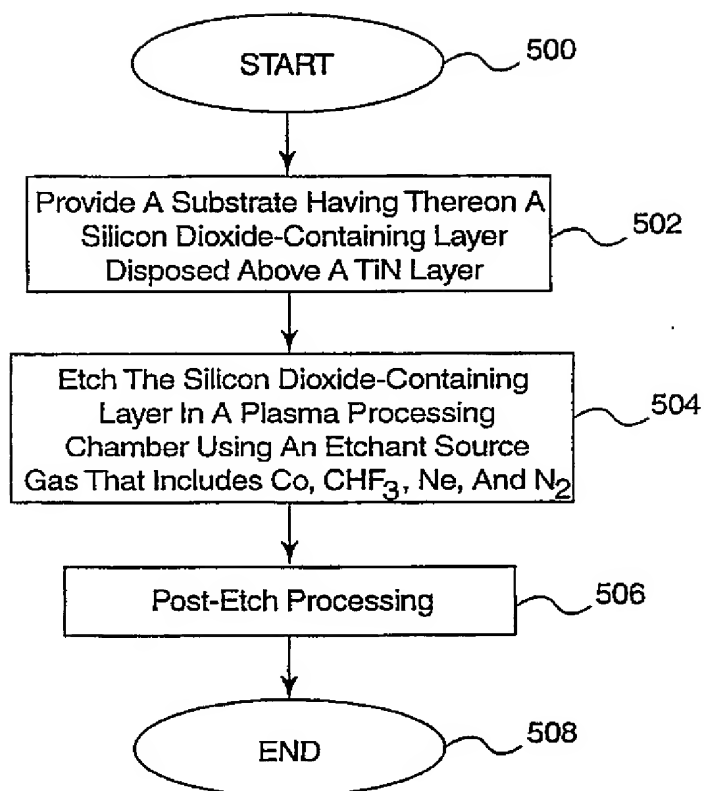 START
500
Provide A Substrate Having Thereon A
Silicon Dioxide-Containing Layer
Disposed Above A TiN Layer
502
Etch The Silicon Dioxide-Containing
Layer In A Plasma Processing
Chamber Using An Etchant Source
Gas That Includes Co, CHF3, Ne, And N2
504
Post-Etch Processing
506
END
508